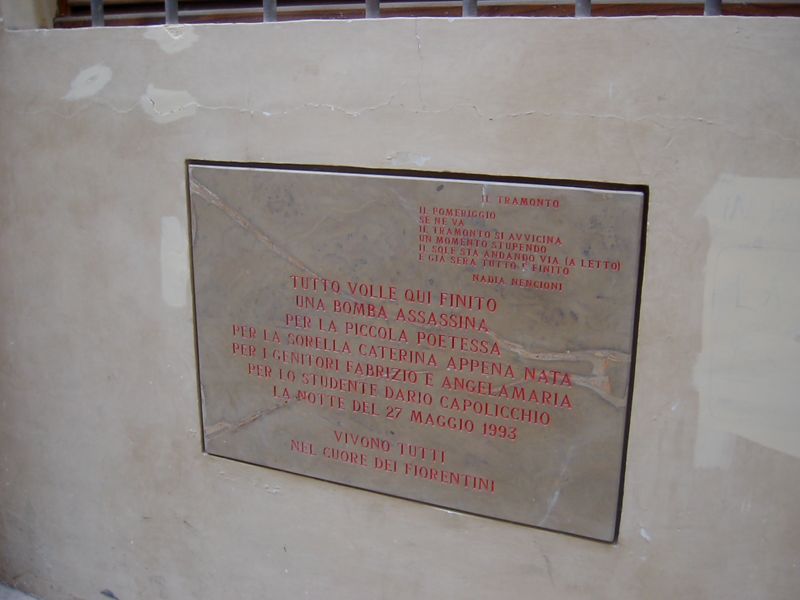 IL TRAMONTO
IL POMERIGGIO
SE NE VA
IL TRAMONTO SI AVVICINA
UN MOMENTO STUPENDO
IL SOLE STA ANDANDO VIA (A LETTO)
E GIÀ SERA TUTTO È FINITO
NADIA NENCIONI
TUTTO VOLLE QUI FINITO
UNA BOMBA ASSASSINA
PER LA PICCOLA POETESSA
PER LA SORELLA CATERINA APPENA NATA
PER I GENITORI FABRIZIO E ANGELAMARIA
PER LO STUDENTE DARIO CAPOLICCHIO
LA NOTTE DEL 27 MAGGIO 1993
VIVONO TUTTI
NEL CUORE DEI FIORENTINI